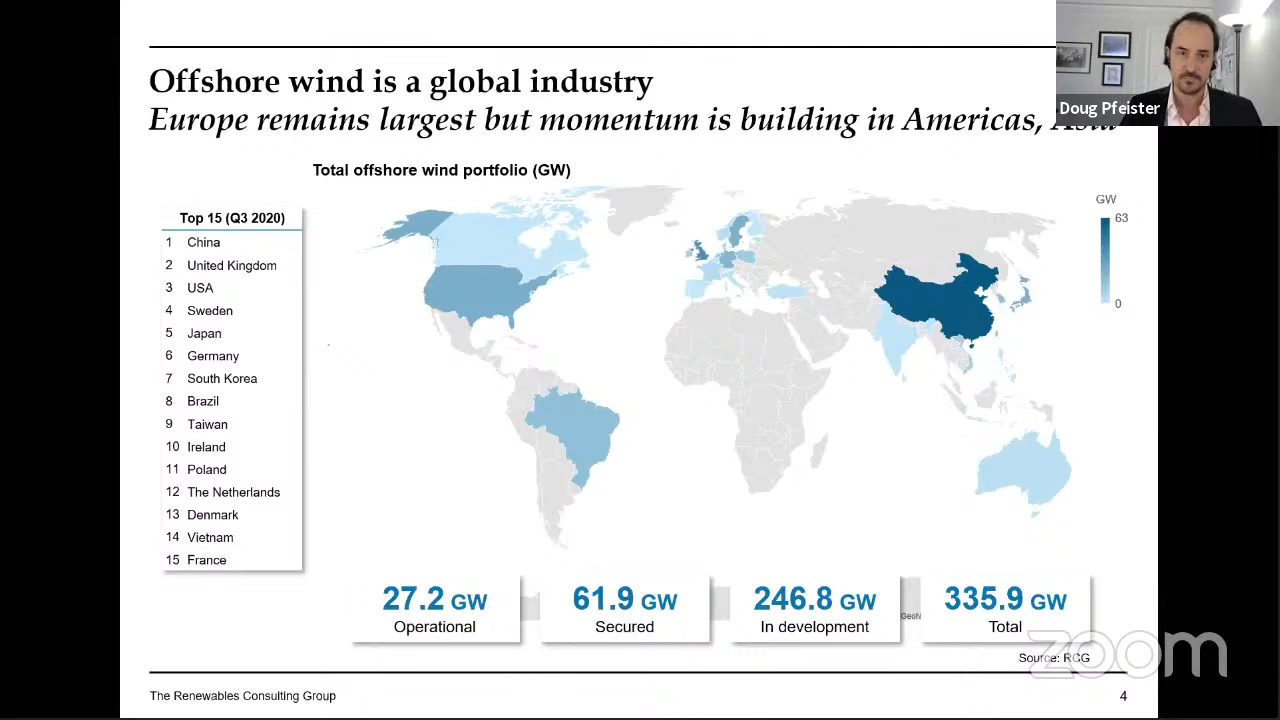 Offshore wind is a global industry
Europe remains largest but momentum is building in Americas, Asia
Doug Pfeister
Total offshore wind portfolio (GW)
Top 15 (Q3 2020)
1 China
2 United Kingdom
3 USA
4 Sweden
5 Japan
6 Germany
7 South Korea
8 Brazil
9 Taiwan
10 Ireland
11 Poland
12 The Netherlands
13 Denmark
14 Vietnam
15 France
GW
63
0
27.2 GW
Operational
61.9 GW
Secured
246.8 GW
In development
GeoN
335.9 GW
Total
Source: RCG
zoom
The Renewables Consulting Group
4